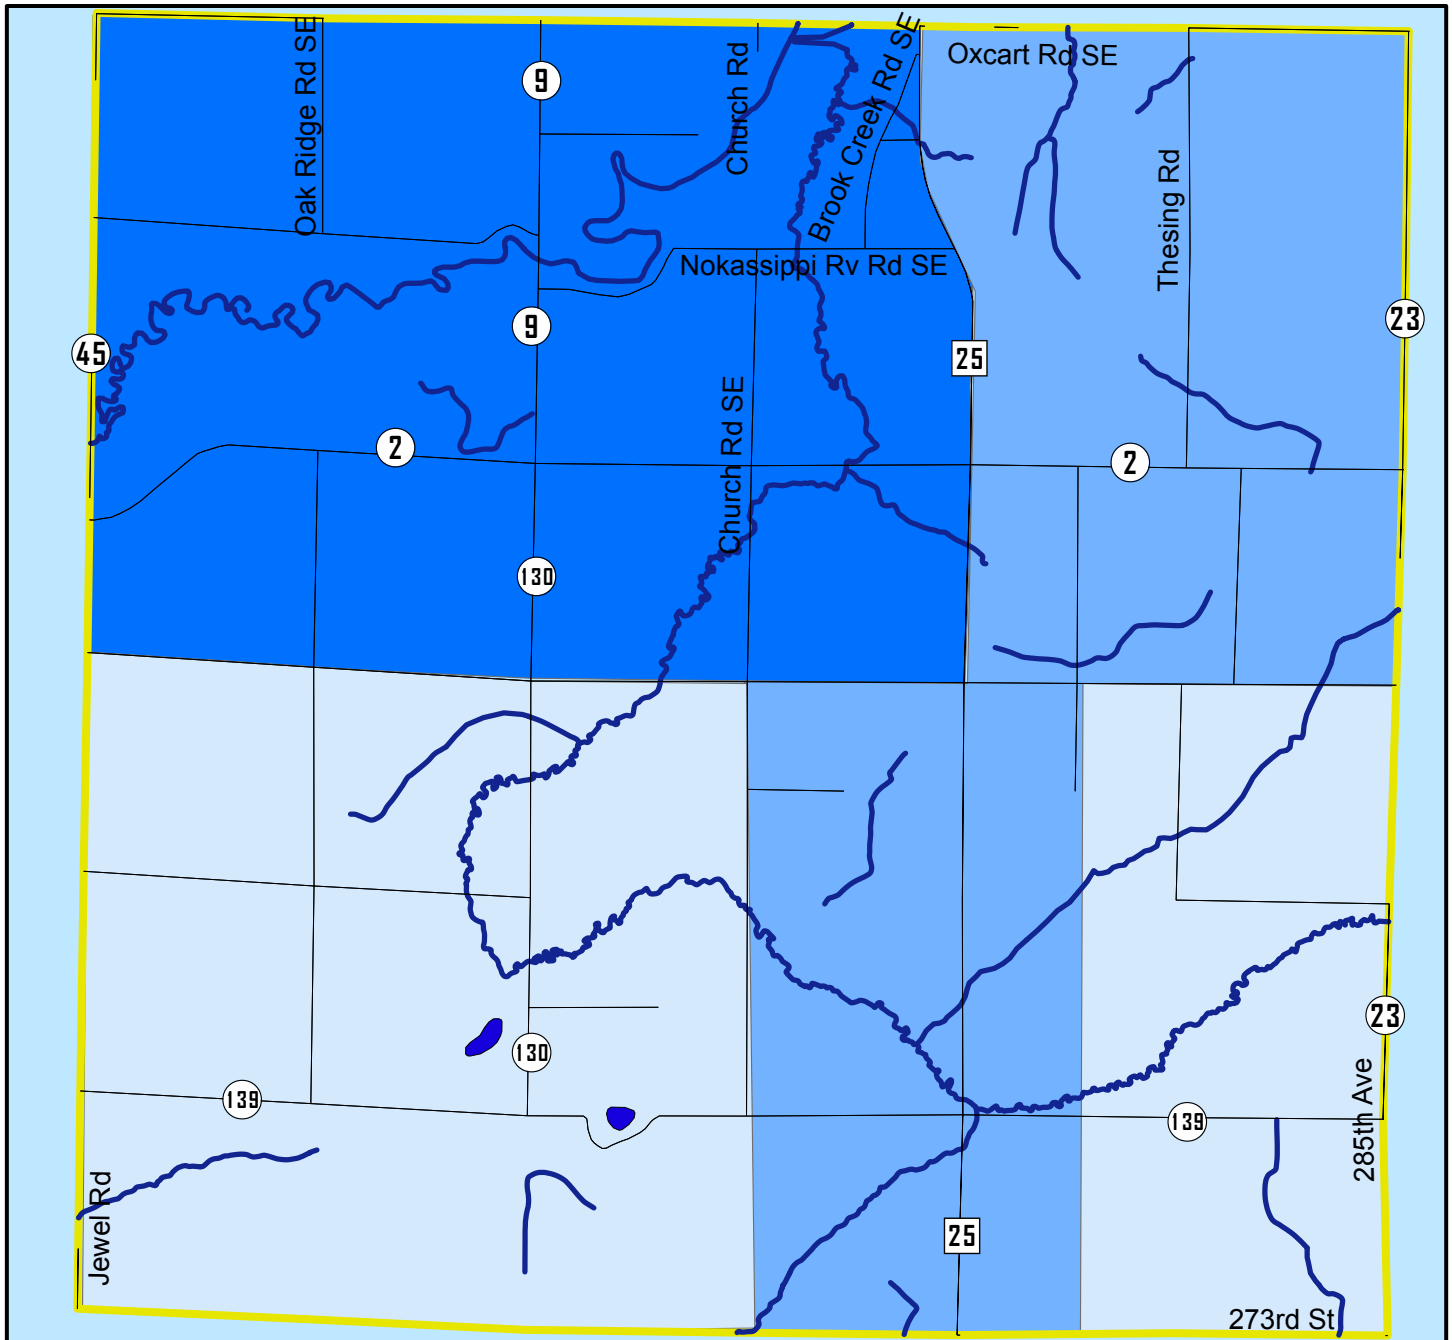 Oak Ridge Rd SE
9
Church Rd
Brook Creek Rd SE
Oxcart Rd SE
Thesing Rd
Nokassippi Rv Rd SE
45
9
25
23
2
Church Rd SE
2
130
130
23
139
139
285th Ave
Jewel Rd
25
273rd St